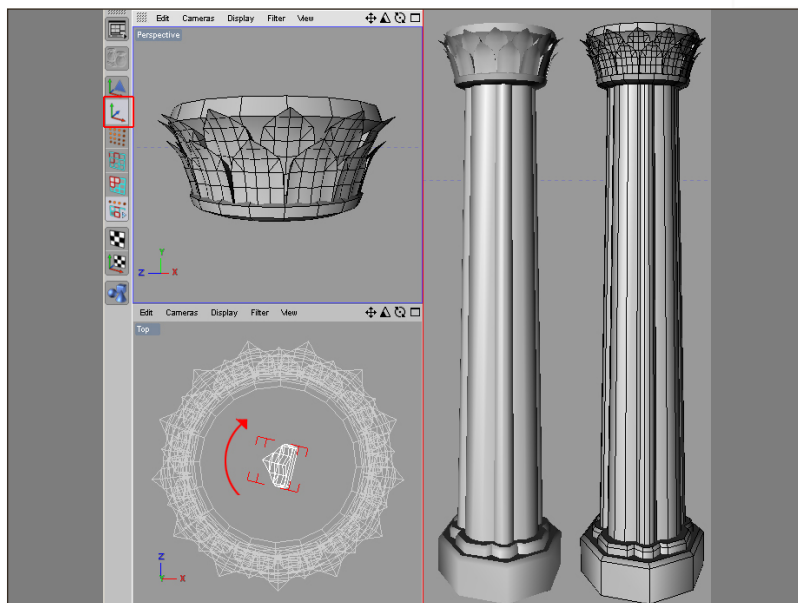 Edit Cameras Display Filter View
Perspective
Y
Z X
Edit Cameras Display Filter View
Top
Z
Y X